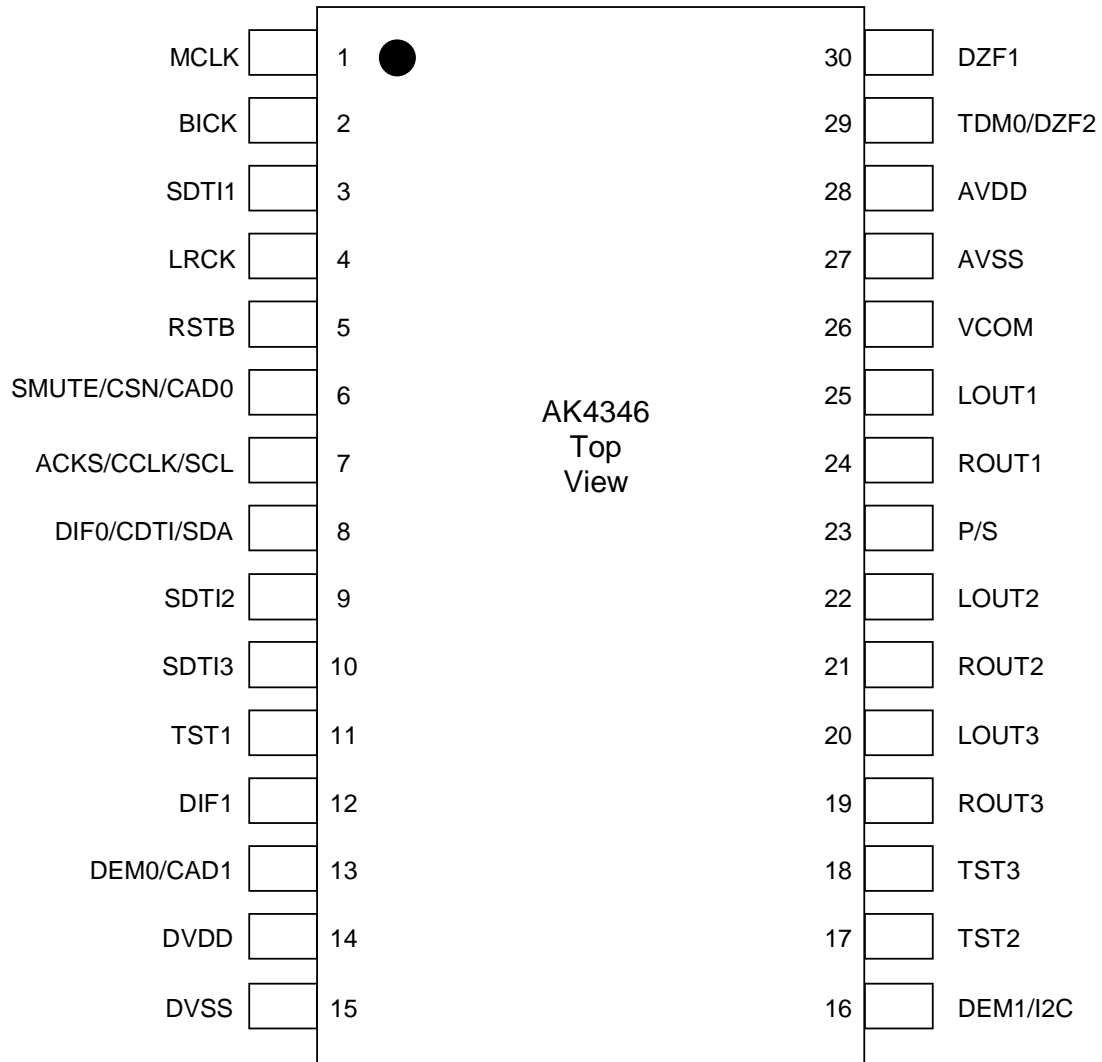 MCLK 1 30 DZF1
BICK 2 29 TDM0/DZF2
SDTI1 3 28 AVDD
LRCK 4 27 AVSS
RSTB 5 26 VCOM
SMUTE/CSN/CAD0 6 25 LOUT1
AK4346
Top
View
ACKS/CCLK/SCL 7 24 ROUT1
DIF0/CDTI/SDA 8 23 P/S
SDTI2 9 22 LOUT2
SDTI3 10 21 ROUT2
TST1 11 20 LOUT3
DIF1 12 19 ROUT3
DEM0/CAD1 13 18 TST3
DVDD 14 17 TST2
DVSS 15 16 DEM1/I2C